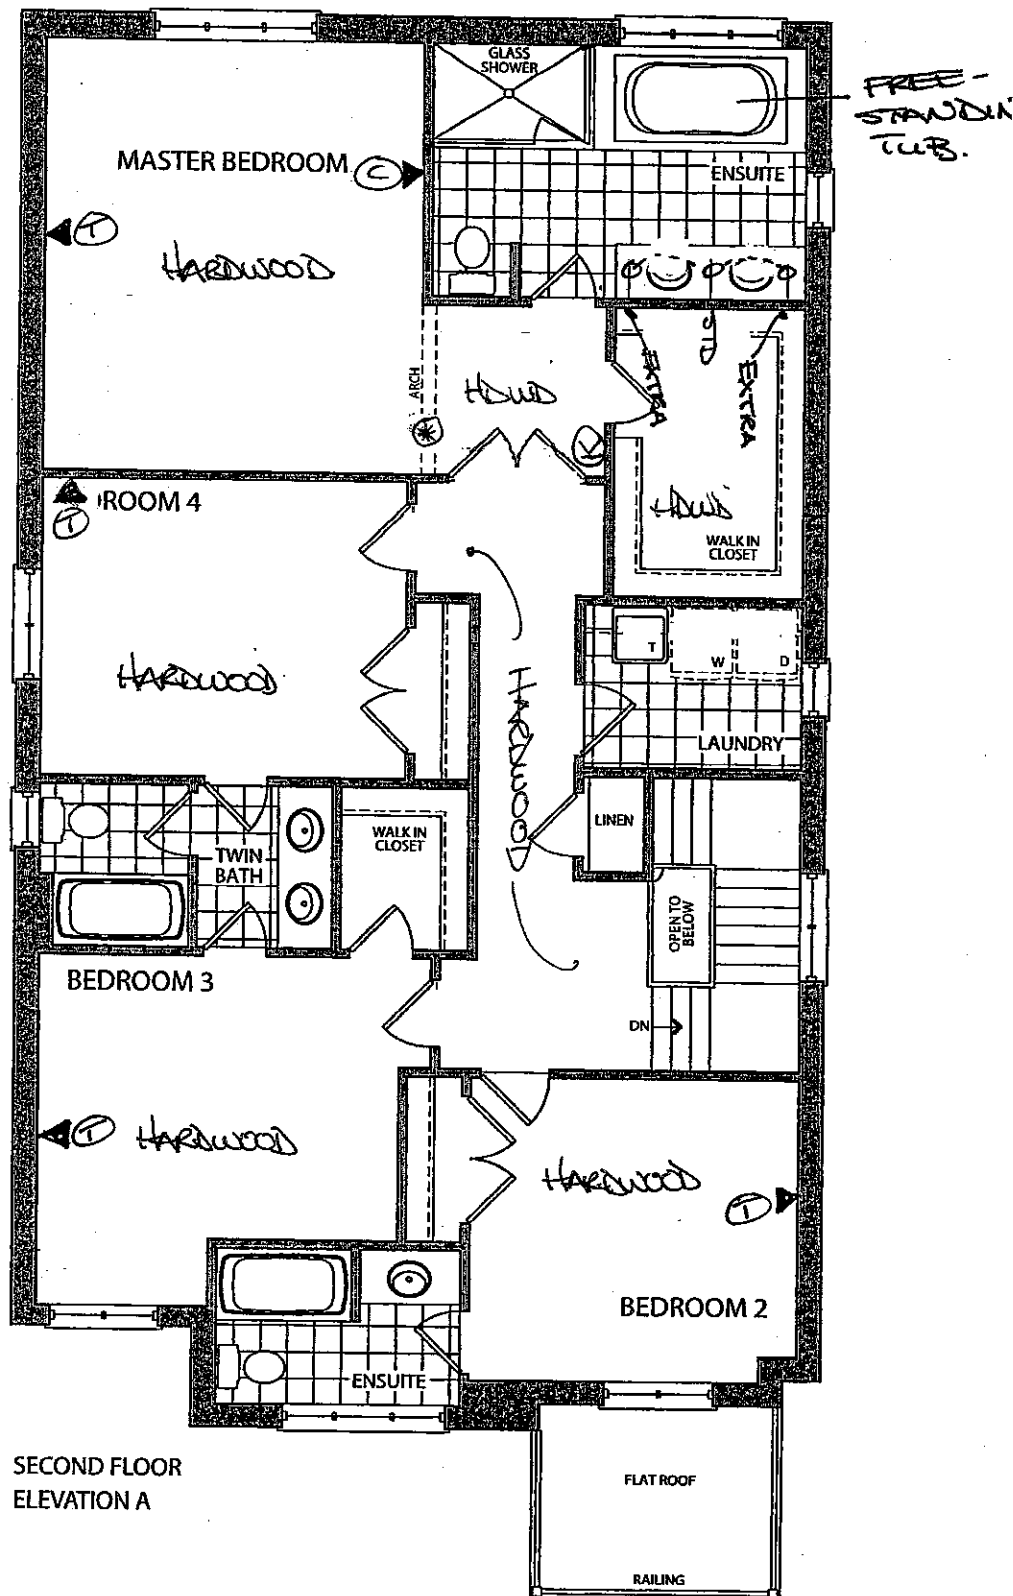 GLASS
SHOWER
FREE-
STANDIN
TUB.
MASTER BEDROOM
C
ENSUITE
T
HARDWOOD
STD
EXTRA
EXTRA
ARCH
HDWD
K
ROOM 4
T
HDWD
WALK IN
CLOSET
HARDWOOD
HARDWOOD
T
W
D
LAUNDRY
LINEN
WALK IN
CLOSET
TWIN
BATH
OPEN TO
BELOW
BEDROOM 3
DN
T
HARDWOOD
HARDWOOD
T
BEDROOM 2
ENSUITE
SECOND FLOOR
ELEVATION A
FLAT ROOF
RAILING